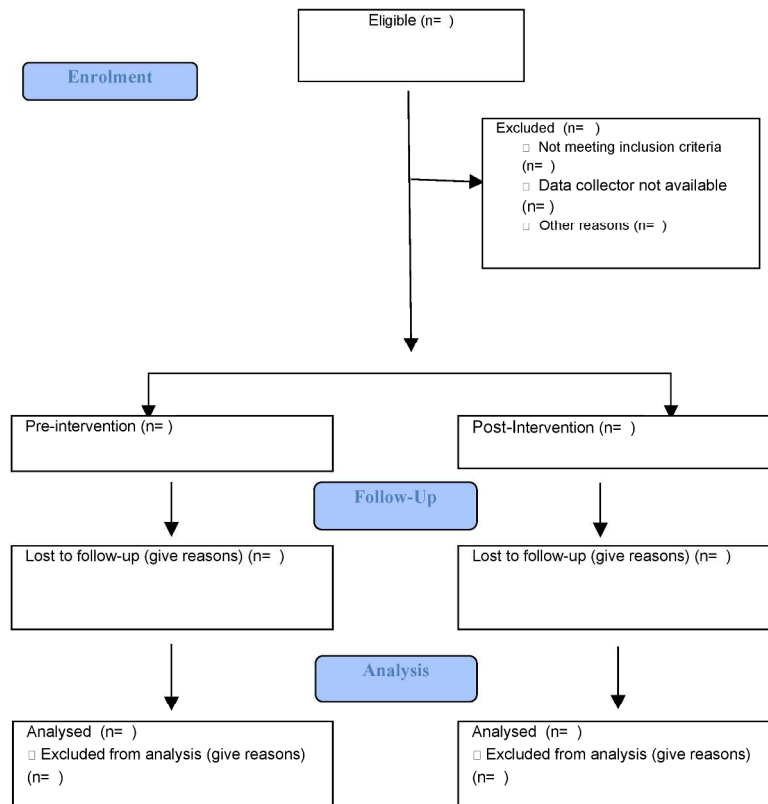 Eligible (n=  )
Enrolment
Excluded  (n=   )
□  Not meeting inclusion criteria
(n=  )
□  Data collector not available
(n= )
□  Other reasons (n=  )
Pre-intervention (n= )
Post-Intervention (n=  )
Follow-Up
Lost to follow-up (give reasons) (n=  )
Lost to follow-up (give reasons) (n=  )
Analysis
Analysed  (n=  )
□ Excluded from analysis (give reasons)
(n=  )
Analysed  (n=  )
□ Excluded from analysis (give reasons)
(n=  )